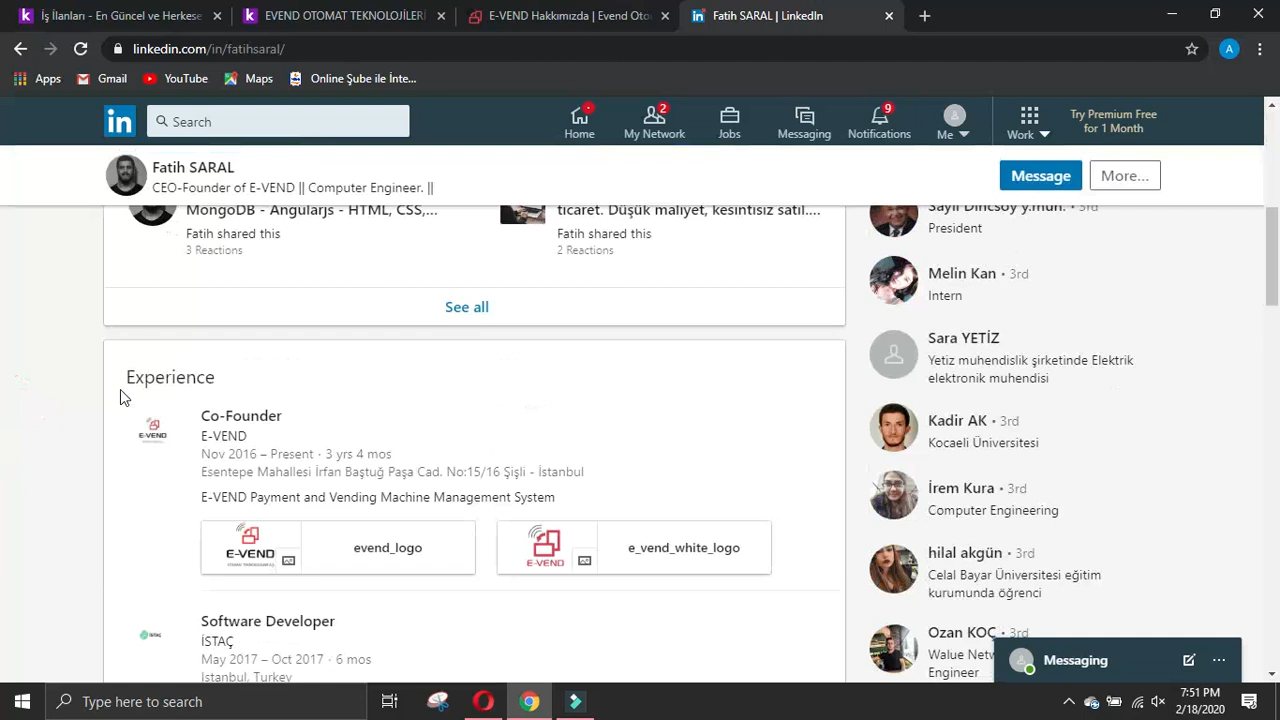 İş İlanları - En Güncel ve Herkese
EVEND OTOMAT TEKNOLOJİLERİ
E-VEND Hakkımızda | Evend Oto
Fatih SARAL | LinkedIn
linkedin.com/in/fatihsaral/
A
Apps
Gmail
YouTube
Maps
Online Şube ile İnte...
in
Search
Home
My Network
2
Jobs
Messaging
Notifications
9
Me
Work
Try Premium Free
for 1 Month
Fatih SARAL
CEO-Founder of E-VEND || Computer Engineer. ||
Message
More...
MongoDB - Angularjs - HTML, CSS,...
Fatih shared this
3 Reactions
ticaret. Düşük maliyet, kesintisiz satıl....
Fatih shared this
2 Reactions
See all
Experience
E-VEND
Co-Founder
E-VEND
Nov 2016 – Present · 3 yrs 4 mos
Esentepe Mahallesi İrfan Baştuğ Paşa Cad. No:15/16 Şişli - İstanbul
E-VEND Payment and Vending Machine Management System
E-VEND
evend_logo
E-VEND
e_vend_white_logo
İSTAÇ
Software Developer
İSTAÇ
May 2017 – Oct 2017 · 6 mos
Istanbul, Turkey
Sayil Dincsoy y.müh. • 3rd
President
Melin Kan • 3rd
Intern
Sara YETİZ
Yetiz muhendislik şirketinde Elektrik
elektronik muhendisi
Kadir AK • 3rd
Kocaeli Üniversitesi
İrem Kura • 3rd
Computer Engineering
hilal akgün • 3rd
Celal Bayar Üniversitesi eğitim
kurumunda öğrenci
Ozan KOÇ • 3rd
Walue Netw
Engineer
Messaging
Type here to search
7:51 PM
2/18/2020